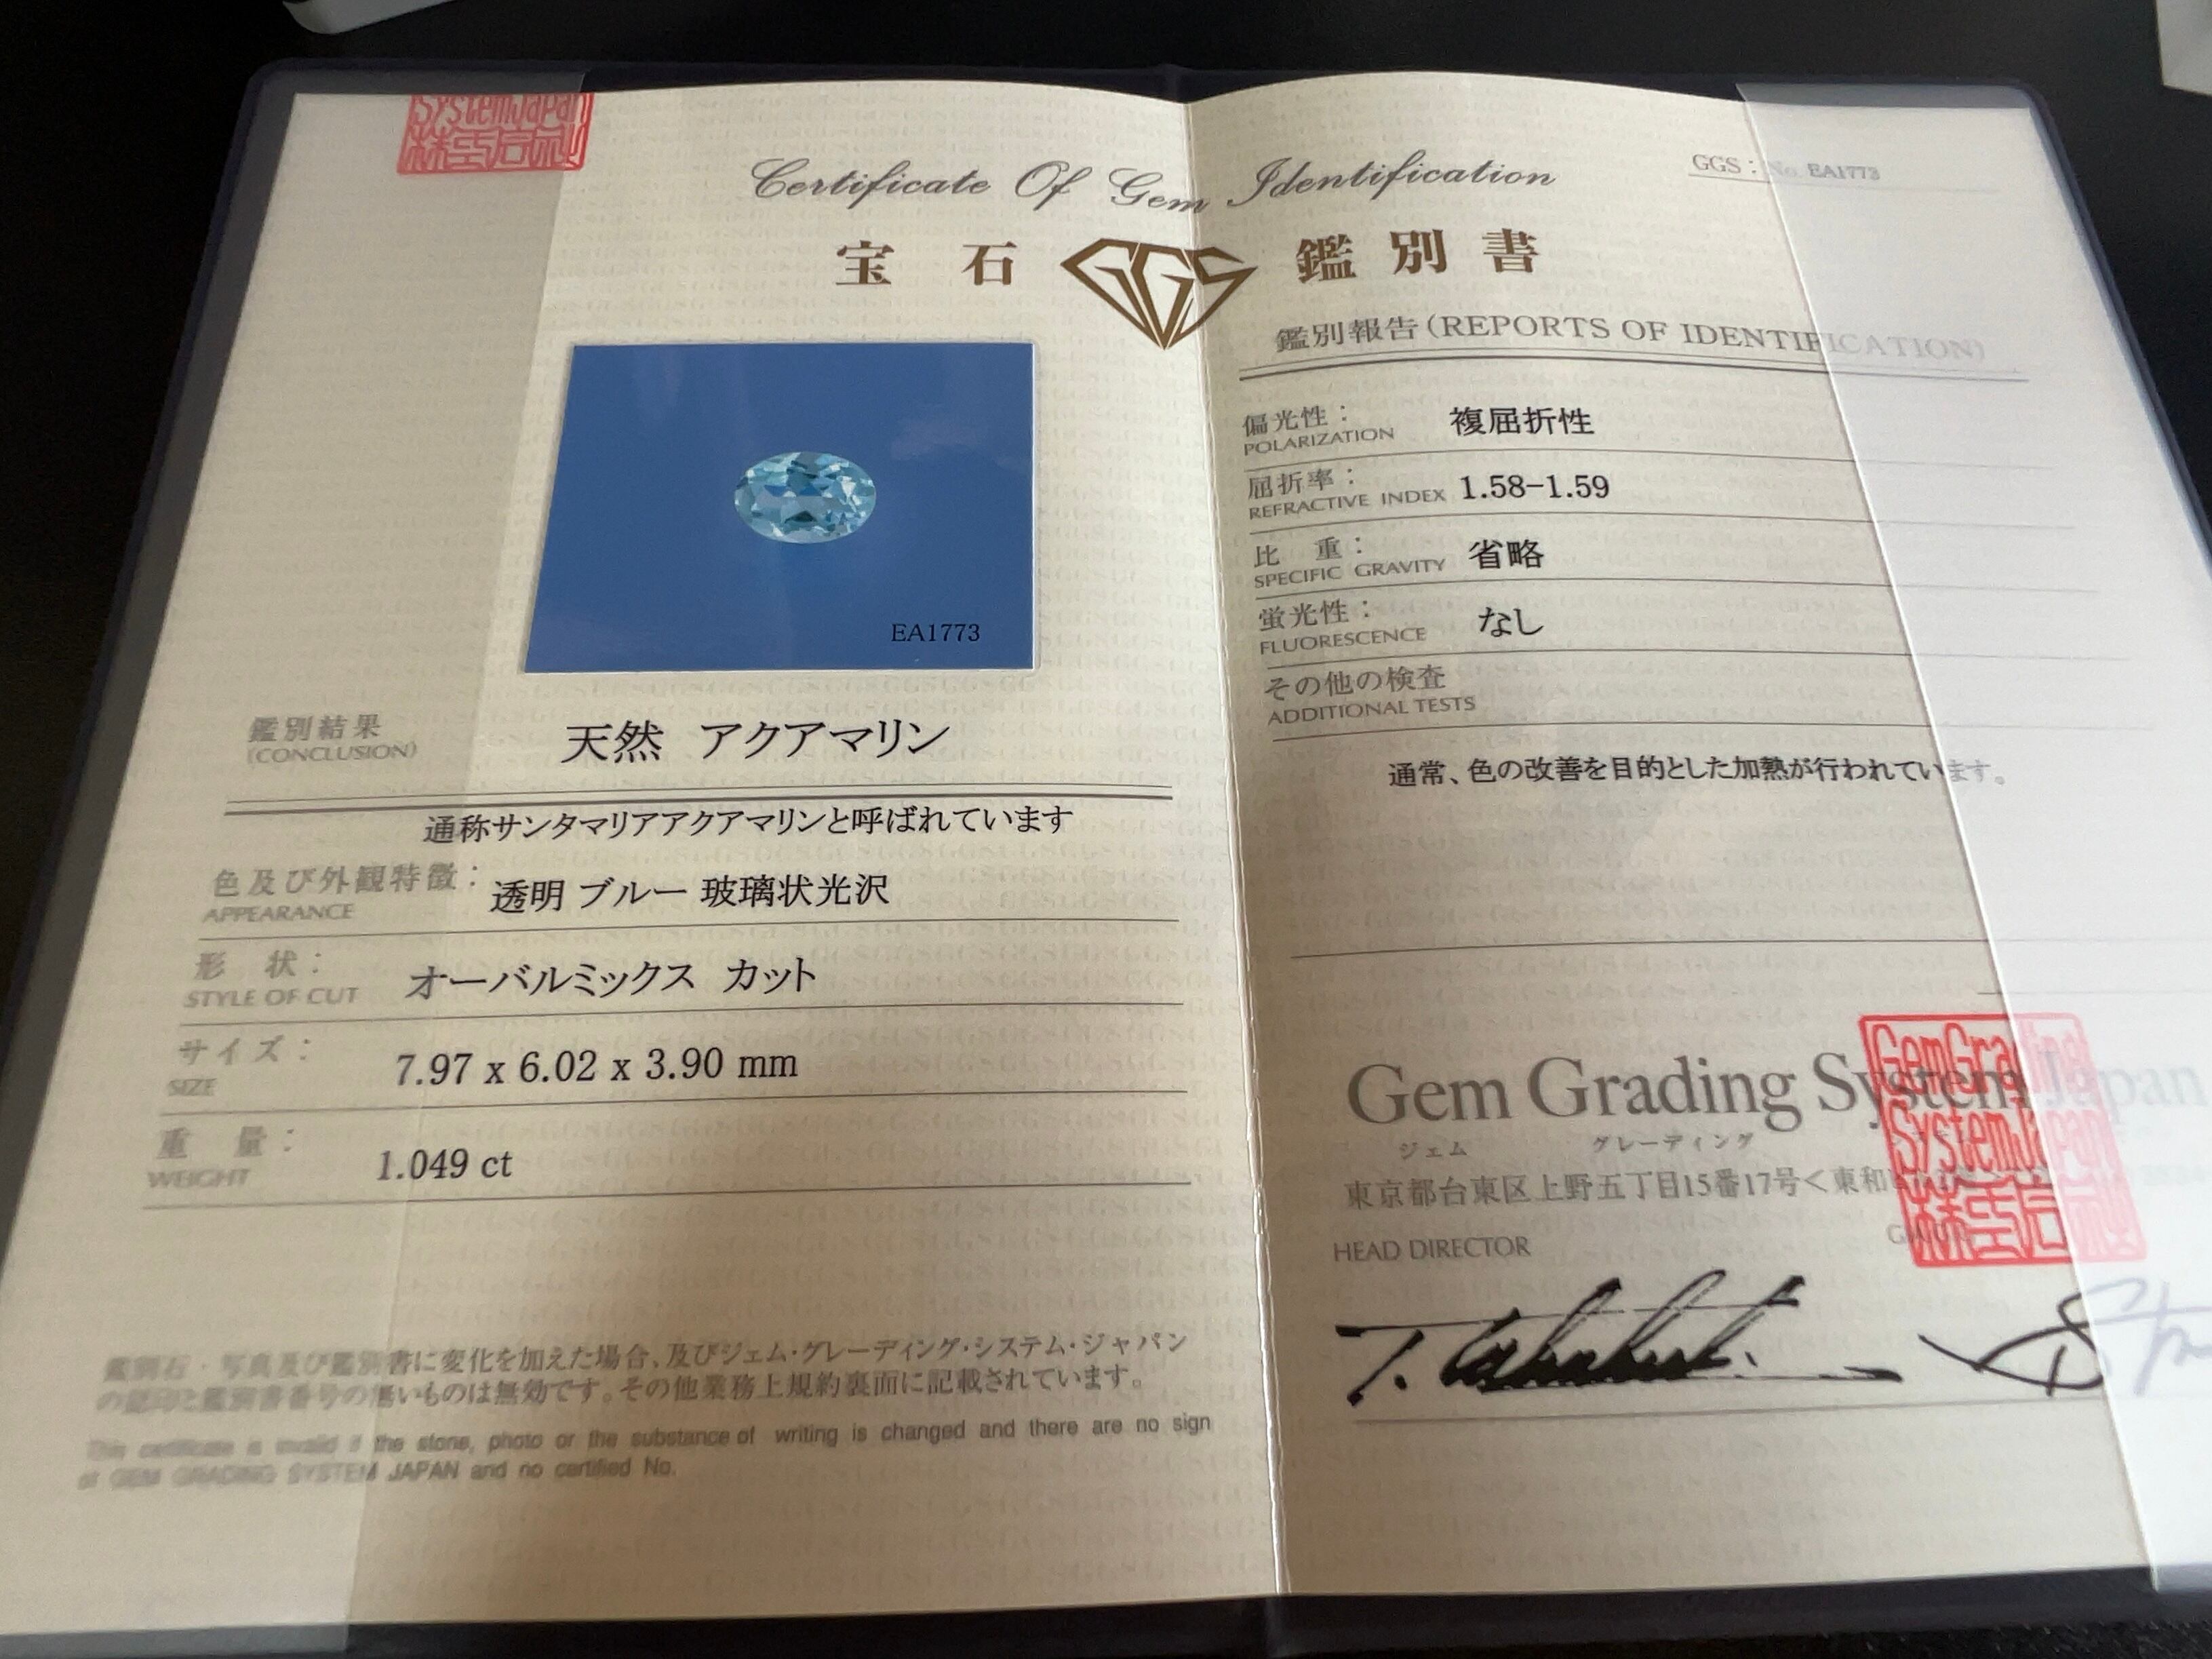 SystemJapan
Certificate Of Gem Identification
GGS : No. EA1773
宝石 GGS 鑑別書
EA1773
鑑別結果
(CONCLUSION)
天然 アクアマリン
通称サンタマリアアクアマリンと呼ばれています
色及び外観特徴：
APPEARANCE
透明 ブルー 玻璃状光沢
形 状：
STYLE OF CUT
オーバルミックス カット
サイズ：
SIZE
7.97 x 6.02 x 3.90 mm
重 量：
WEIGHT
1.049 ct
鑑別石・写真及び鑑別書に変化を加えた場合、及びジェム・グレーディング・システム・ジャパン
の認印と鑑別書番号の無いものは無効です。その他業務上規約裏面に記載されています。
This certificate is invalid if the stone, photo or the substance of writing is changed and there are no sign
of GEM GRADING SYSTEM JAPAN and no certified No.
鑑別報告(REPORTS OF IDENTIFICATION)
偏光性：
POLARIZATION
複屈折性
屈折率：
REFRACTIVE INDEX
1.58-1.59
比 重：
SPECIFIC GRAVITY
省略
蛍光性：
FLUORESCENCE
なし
その他の検査
ADDITIONAL TESTS
通常、色の改善を目的とした加熱が行われています。
Gem Grading System Japan
ジェム グレーディング
東京都台東区上野五丁目15番17号＜東和
HEAD DIRECTOR
GemGrading
SystemJapan